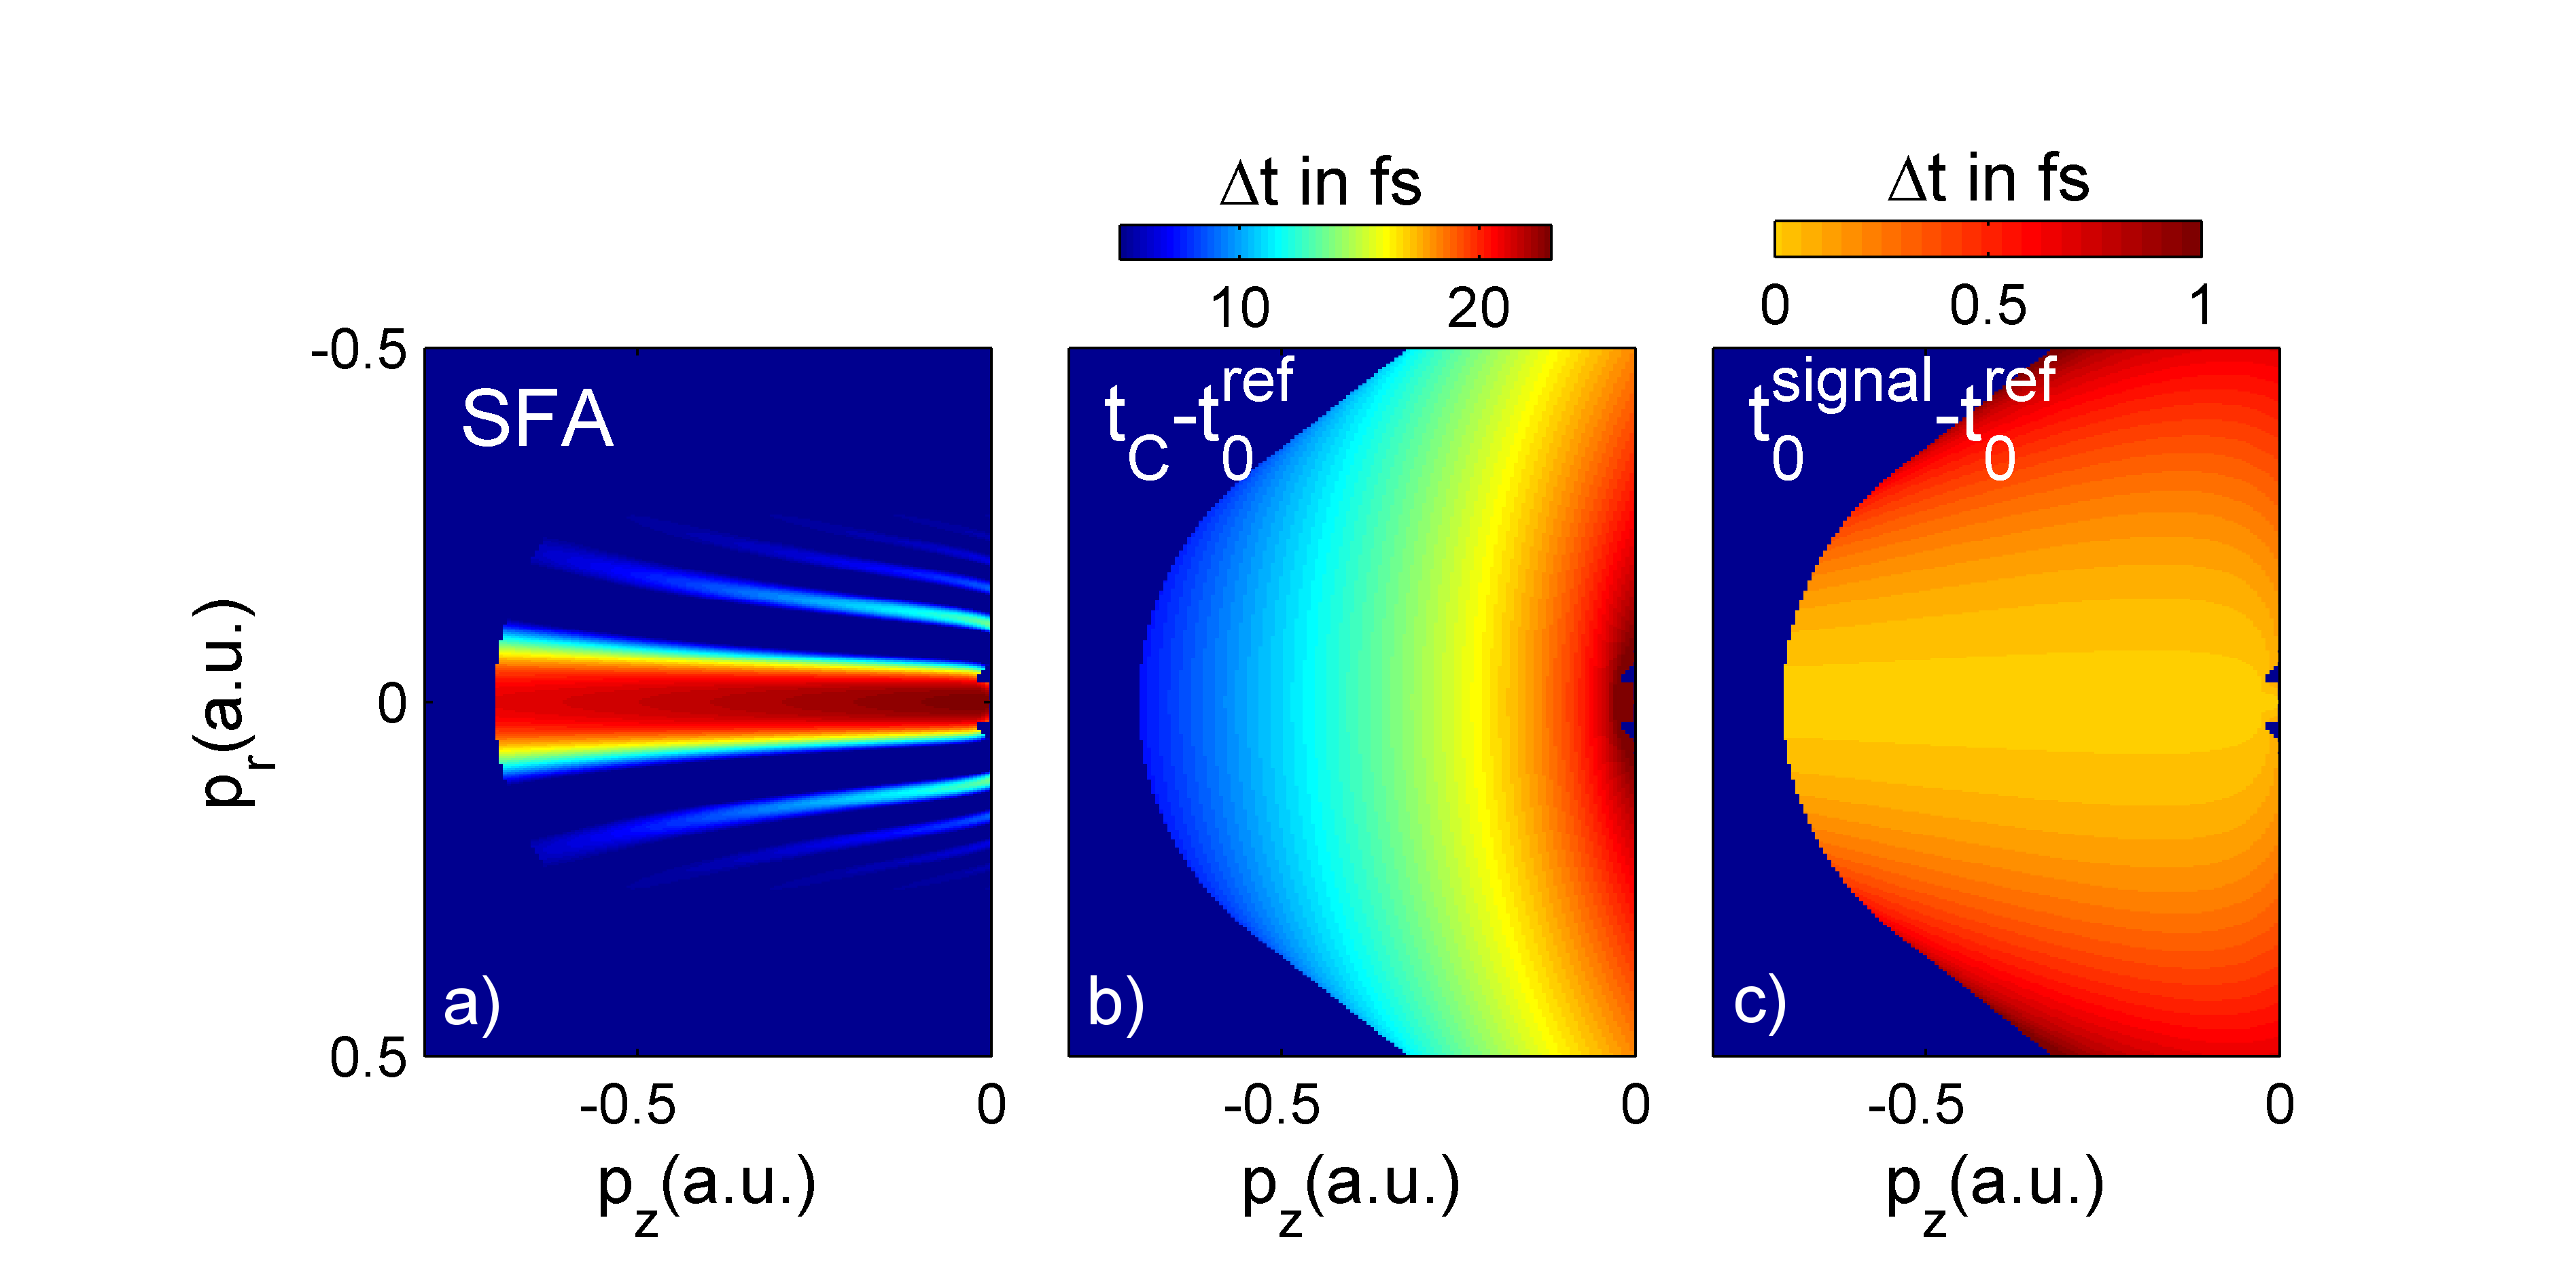 Δt in fs
10 20
Δt in fs
0 0.5 1
-0.5
0
0.5
p_r(a.u.)
SFA
a)
-0.5 0
p_z(a.u.)
t_C-t_0^ref
b)
-0.5 0
p_z(a.u.)
t_0^signal-t_0^ref
c)
-0.5 0
p_z(a.u.)